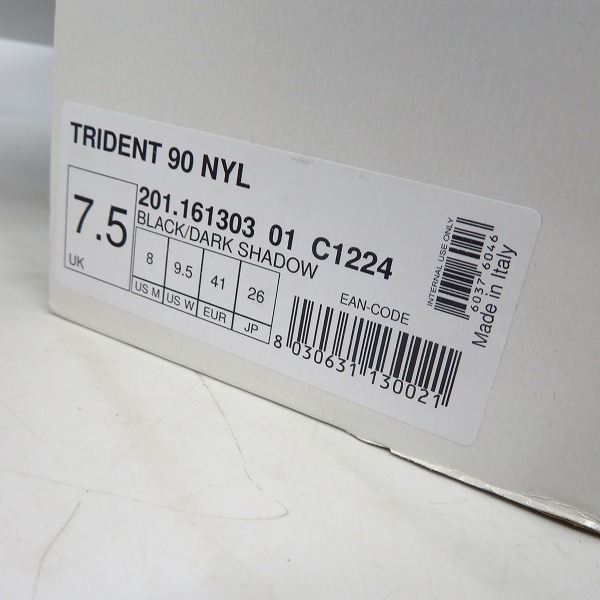 TRIDENT 90 NYL
7.5
UK
201.161303 01 C1224
BLACK/DARK SHADOW
8 9.5 41 26
US M US W EUR JP
EAN-CODE
8 030631 130021
INTERNAL USE ONLY
6037 6046
Made in Italy